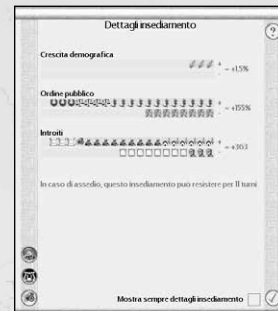 Dettagli insediamento
Crescita demografica
+
- = +1,5%
Ordine pubblico
+
- = +155%
Introiti
+
- = +303
In caso di assedio, questo insediamento può resistere per 11 turni
Mostra sempre dettagli insediamento